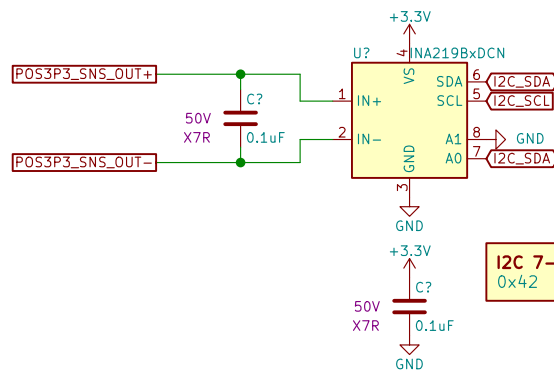 +3.3V
U?
INA219BxDCN
POS3P3_SNS_OUT+
4
VS
6
SDA
I2C_SDA
C?
1
IN+
5
SCL
I2C_SCL
50V
X7R
0.1uF
2
IN-
8
A1
GND
POS3P3_SNS_OUT-
GND
7
A0
I2C_SDA
3
GND
+3.3V
I2C 7-
0x42
C?
50V
X7R
0.1uF
GND